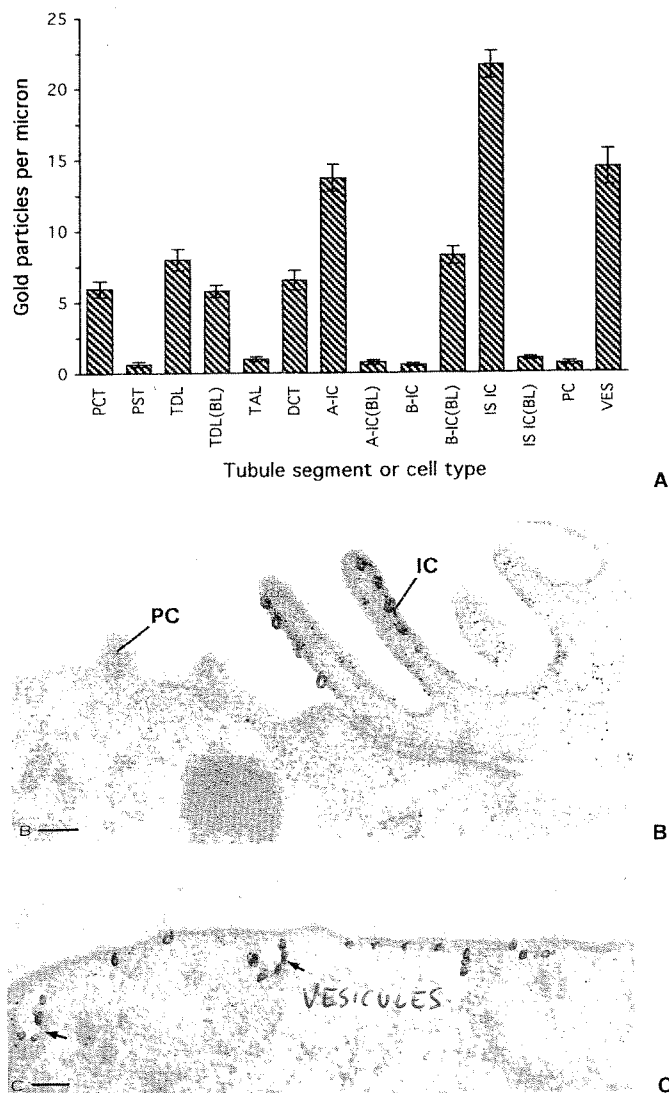 25
20
15
10
5
0
Gold particles per micron
PCT
PST
TDL
TDL(BL)
TAL
DCT
A-IC
A-IC(BL)
B-IC
B-IC(BL)
IS IC
IS IC(BL)
PC
VES
Tubule segment or cell type
A
PC
IC
B
B
VESICULES
C
C